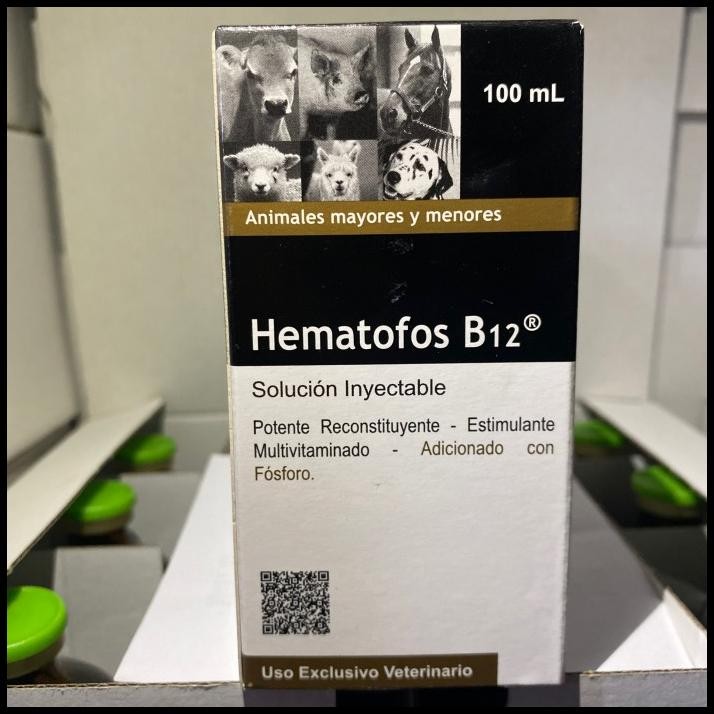 100 mL
Animales mayores y menores
Hematofos B12®
Solución Inyectable
Potente Reconstituyente - Estimulante
Multivitaminado - Adicionado con
Fósforo.
Uso Exclusivo Veterinario